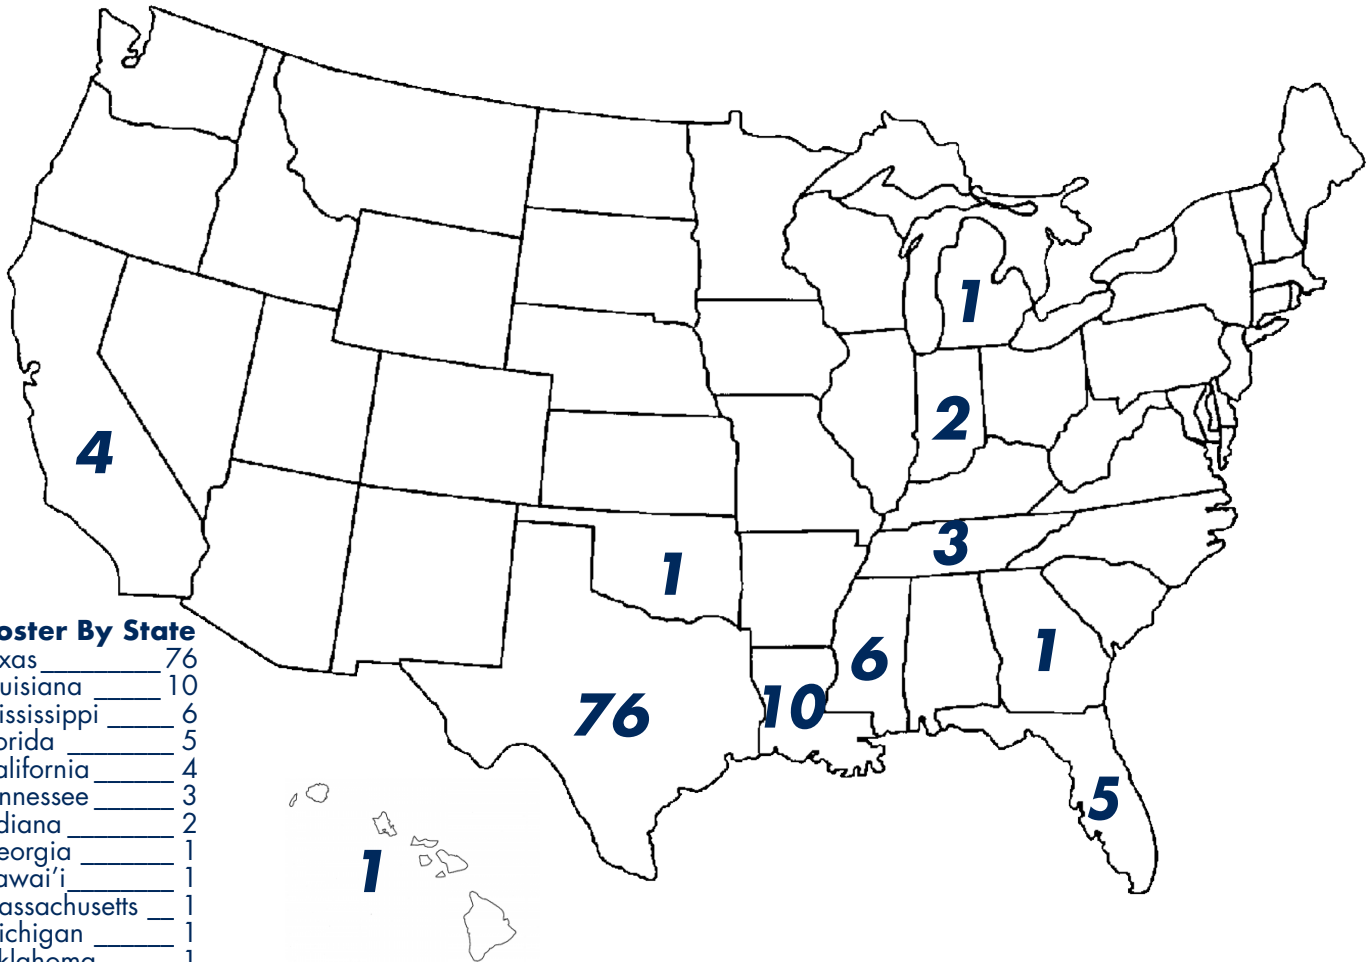 1
2
4
3
1
6
1
76
10
5
1
oster By State
xas 76
uisiana 10
ississippi 6
orida 5
alifornia 4
nnessee 3
diana 2
eorgia 1
awai'i 1
assachusetts 1
ichigan 1
klahoma 1